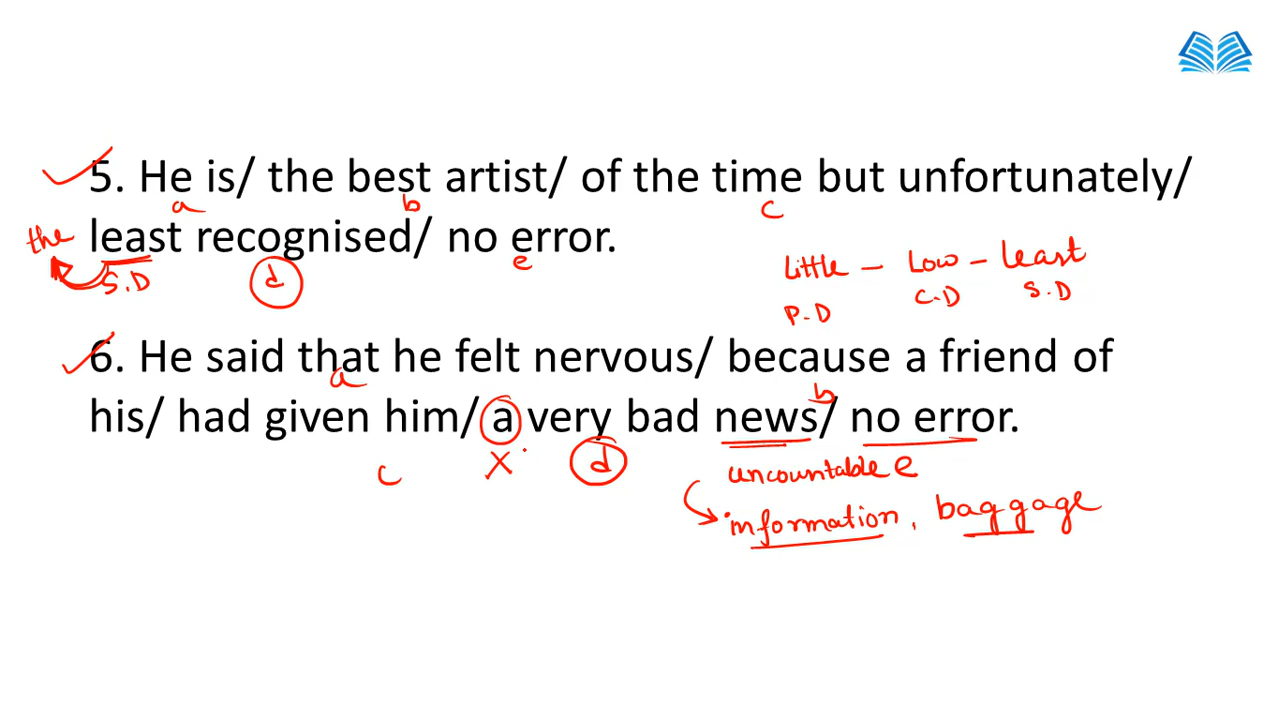 5. He is/ the best artist/ of the time but unfortunately/
a b c
the least recognised/ no error.
S.D d e
little – Low – least
P.D C.D S.D
6. He said that he felt nervous/ because a friend of
a b
his/ had given him/ a very bad news/ no error.
c X d uncountable e
information, baggage